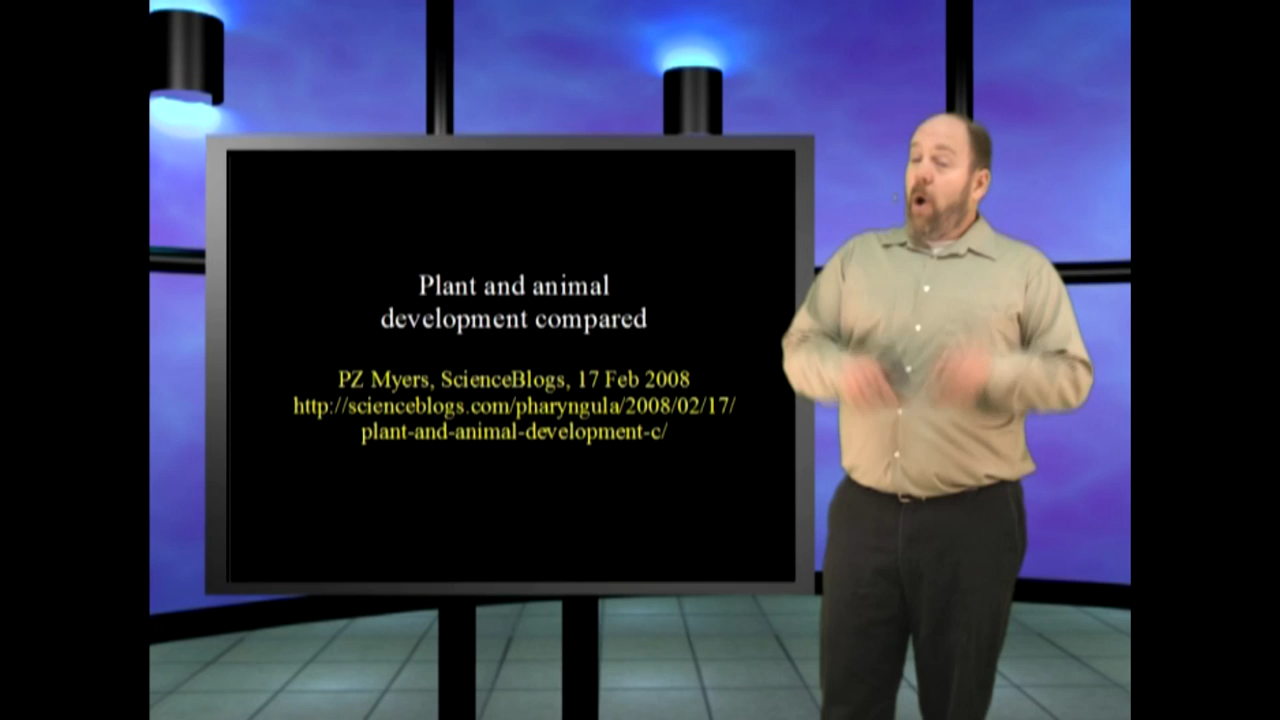 Plant and animal
development compared
PZ Myers, ScienceBlogs, 17 Feb 2008
http://scienceblogs.com/pharyngula/2008/02/17/
plant-and-animal-development-c/